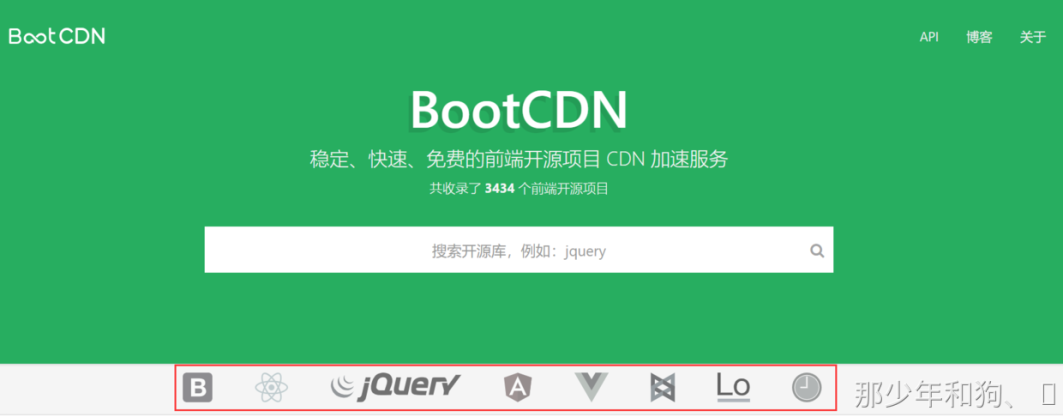 BootCDN
API 博客 关于
BootCDN
稳定、快速、免费的前端开源项目 CDN 加速服务
共收录了 3434 个前端开源项目
搜索开源库，例如：jquery
B jQuery A Lo
那少年和狗、